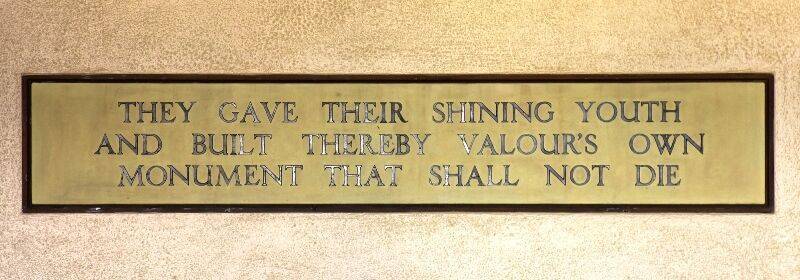 THEY GAVE THEIR SHINING YOUTH
AND BUILT THEREBY VALOUR'S OWN
MONUMENT THAT SHALL NOT DIE